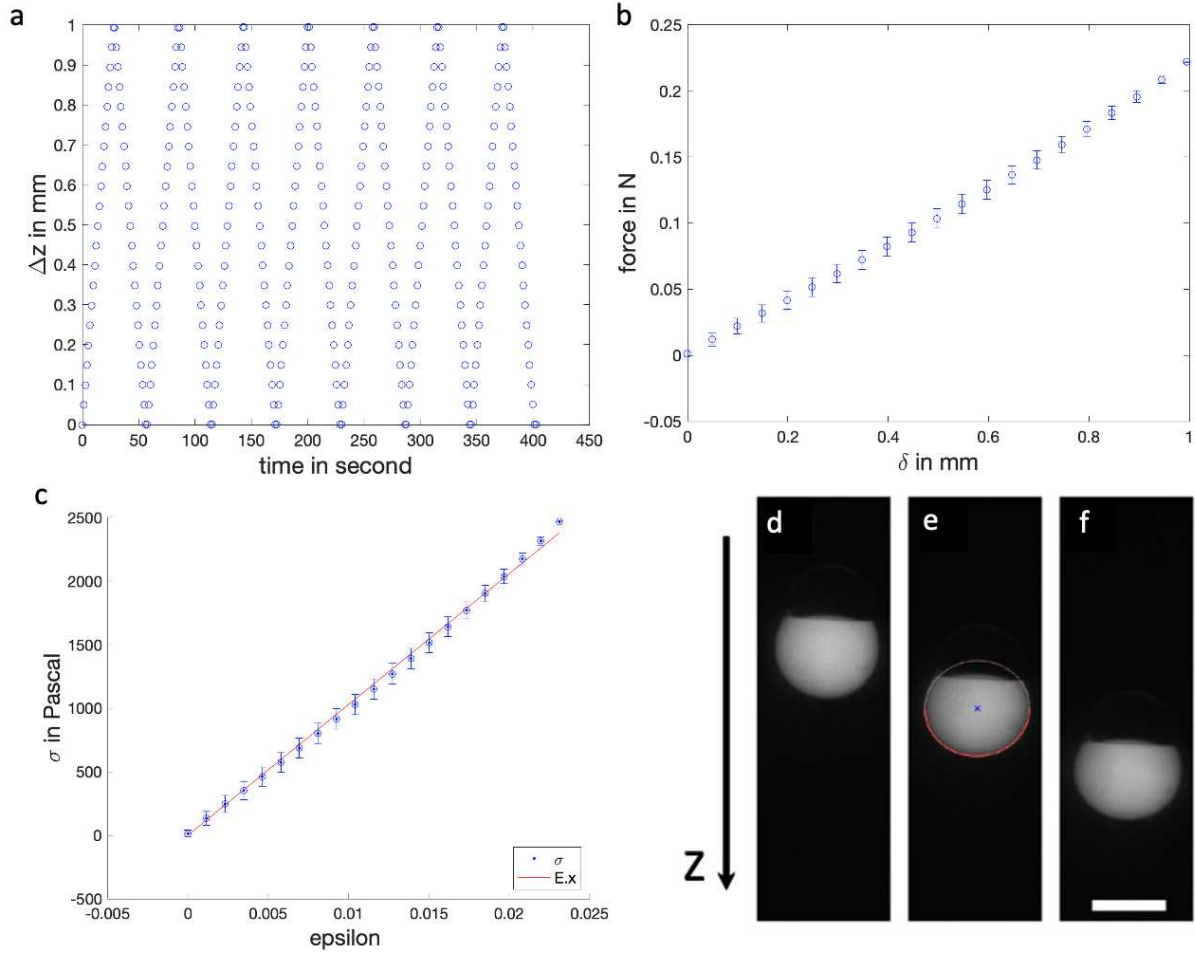 a
1
0.9
0.8
0.7
0.6
0.5
0.4
0.3
0.2
0.1
0
Δz in mm
0 50 100 150 200 250 300 350 400 450
time in second
b
0.25
0.2
0.15
0.1
0.05
0
-0.05
force in N
0 0.2 0.4 0.6 0.8 1
δ in mm
c
2500
2000
1500
1000
500
0
-500
σ in Pascal
-0.005 0 0.005 0.01 0.015 0.02 0.025
epsilon
σ
E.x
d e f
Z